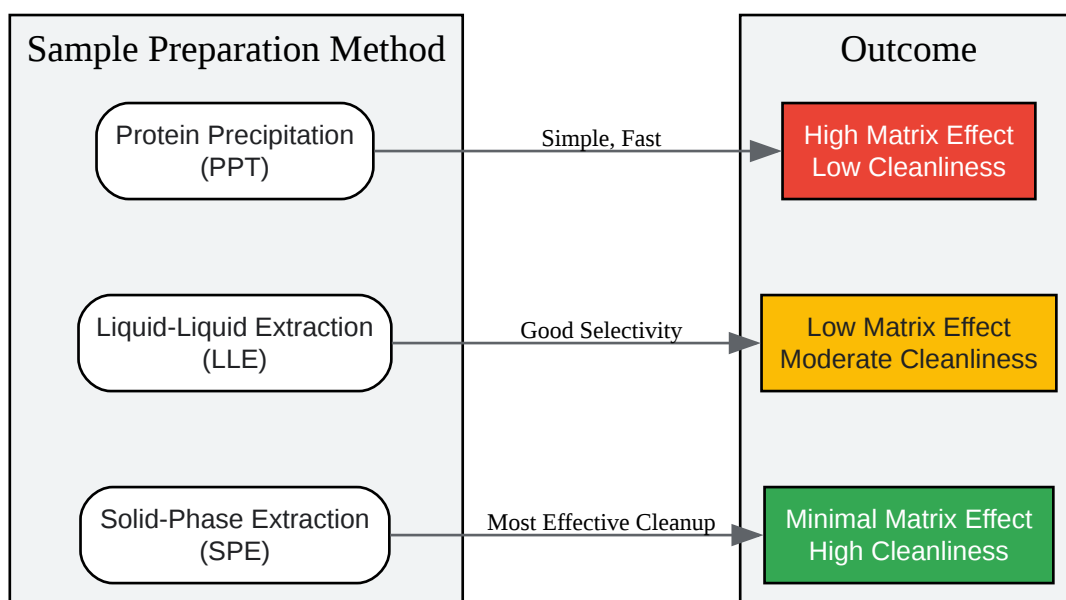 Sample Preparation Method
Outcome
Protein Precipitation
(PPT)
Simple, Fast
High Matrix Effect
Low Cleanliness
Liquid-Liquid Extraction
(LLE)
Good Selectivity
Low Matrix Effect
Moderate Cleanliness
Solid-Phase Extraction
(SPE)
Most Effective Cleanup
Minimal Matrix Effect
High Cleanliness